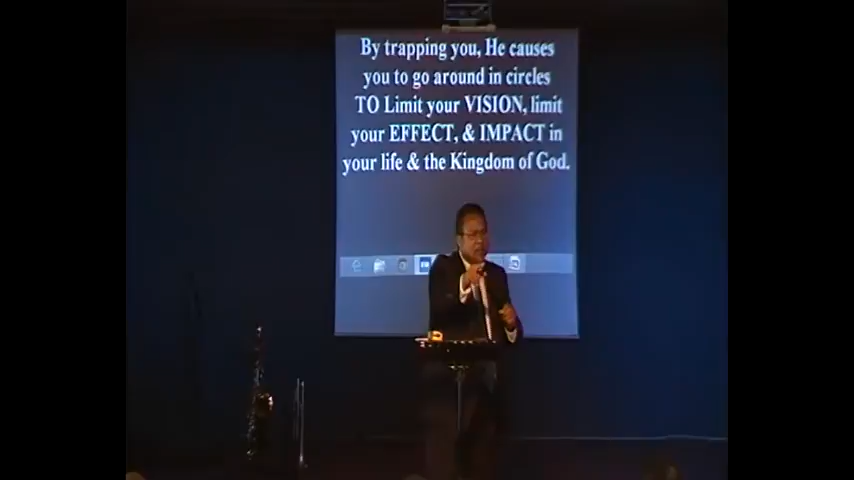 By trapping you, He causes
you to go around in circles
TO Limit your VISION, limit
your EFFECT, & IMPACT in
your life & the Kingdom of God.